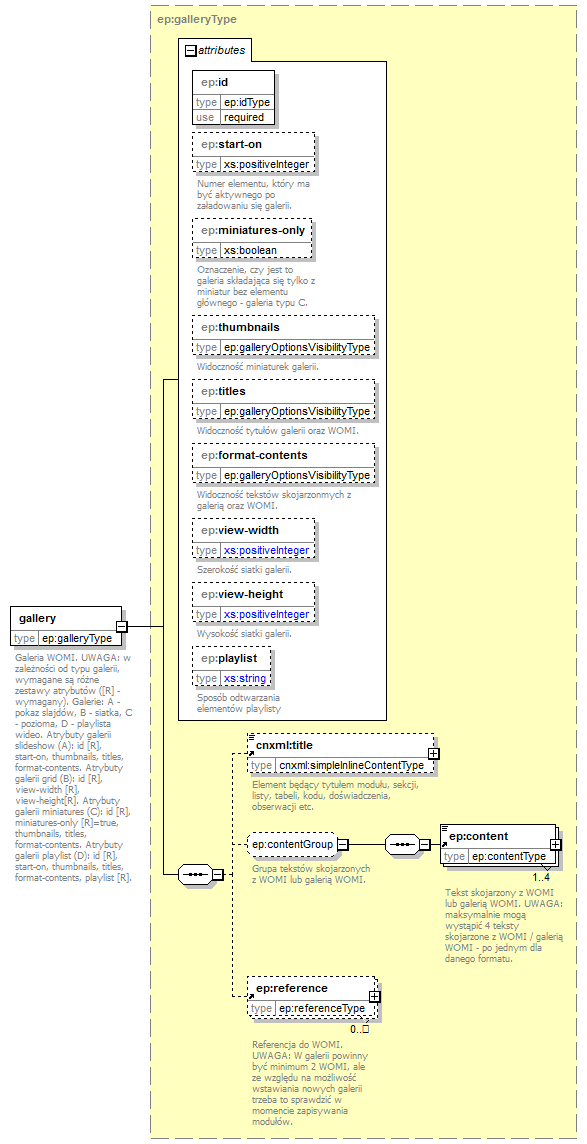 ep:galleryType
attributes
ep:id
type ep:idType
use required
ep:start-on
type xs:positiveInteger
Numer elementu, który ma
być aktywnego po
załadowaniu się galerii.
ep:miniatures-only
type xs:boolean
Oznaczenie, czy jest to
galeria składająca się tylko z
miniatur bez elementu
głównego - galeria typu C.
ep:thumbnails
type ep:galleryOptionsVisibilityType
Widoczność miniaturek galerii.
ep:titles
type ep:galleryOptionsVisibilityType
Widoczność tytułów galerii oraz WOMI.
ep:format-contents
type ep:galleryOptionsVisibilityType
Widoczność tekstów skojarzonmych z
galerią oraz WOMI.
ep:view-width
type xs:positiveInteger
Szerokość siatki galerii.
ep:view-height
type xs:positiveInteger
Wysokość siatki galerii.
ep:playlist
type xs:string
Sposób odtwarzania
elementów playlisty
gallery
type ep:galleryType
Galeria WOMI. UWAGA: w
zależności od typu galerii,
wymagane są różne
zestawy atrybutów ([R] -
wymagany). Galerie: A -
pokaz slajdów, B - siatka, C
- pozioma, D - playlista
wideo. Atrybuty galerii
slideshow (A): id [R],
start-on, thumbnails, titles,
format-contents. Atrybuty
galerii grid (B): id [R],
view-width [R],
view-height[R]. Atrybuty
galerii miniatures (C): id [R],
miniatures-only [R]=true,
thumbnails, titles,
format-contents. Atrybuty
galerii playlist (D): id [R],
start-on, thumbnails, titles,
format-contents, playlist [R].
cnxml:title
type cnxml:simpleInlineContentType
Element będący tytułem modułu, sekcji,
listy, tabeli, kodu, doświadczenia,
obserwacji etc.
ep:contentGroup
Grupa tekstów skojarzonych
z WOMI lub galerią WOMI.
ep:content
type ep:contentType
1..4
Tekst skojarzony z WOMI
lub galerią WOMI. UWAGA:
maksymalnie mogą
wystąpić 4 teksty
skojarzone z WOMI / galerią
WOMI - po jednym dla
danego formatu.
ep:reference
type ep:referenceType
0..□
Referencja do WOMI.
UWAGA: W galerii powinny
być minimum 2 WOMI, ale
ze względu na możliwość
wstawiania nowych galerii
trzeba to sprawdzić w
momencie zapisywania
modułów.